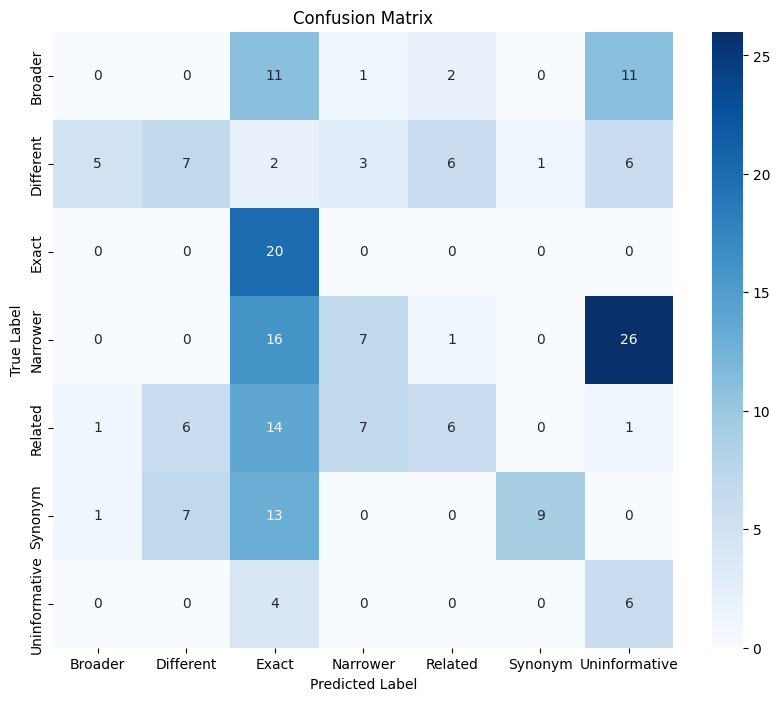 Confusion Matrix
True Label
Broader 0 0 11 1 2 0 11
Different 5 7 2 3 6 1 6
Exact 0 0 20 0 0 0 0
Narrower 0 0 16 7 1 0 26
Related 1 6 14 7 6 0 1
Synonym 1 7 13 0 0 9 0
Uninformative 0 0 4 0 0 0 6
Broader Different Exact Narrower Related Synonym Uninformative
Predicted Label
25
20
15
10
5
0